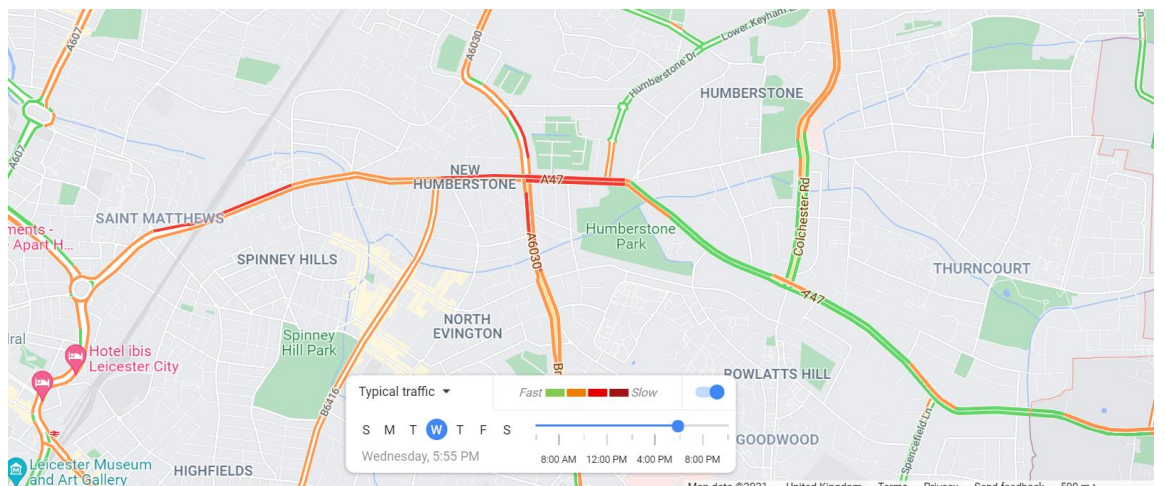 A607
A6030
Lower Keyham
Humberstone Dr
HUMBERSTONE
A607
NEW
HUMBERSTONE
A47
Colchester Rd
SAINT MATTHEWS
ments -
Apart H...
Humberstone
Park
A6030
SPINNEY HILLS
THURNCOURT
A47
NORTH
EVINGTON
Spinney
Hill Park
Hotel ibis
Leicester City
B6416
Br
ROWLATTS HILL
Spencefield Ln
GOODWOOD
Leicester Museum
and Art Gallery
HIGHFIELDS
Typical traffic
Fast Slow
S M T W T F S
Wednesday, 5:55 PM
8:00 AM 12:00 PM 4:00 PM 8:00 PM
Map data ©2021 United Kingdom Terms Privacy Send feedback 500 m